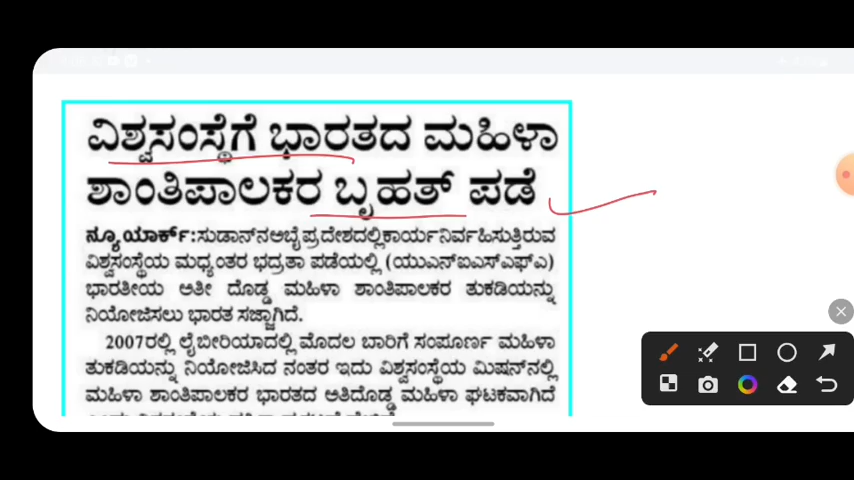 ವಿಶ್ವಸಂಸ್ಥೆಗೆ ಭಾರತದ ಮಹಿಳಾ
ಶಾಂತಿಪಾಲಕರ ಬೃಹತ್ ಪಡೆ
ನ್ಯೂಯಾರ್ಕ್:ಸುಡಾನ್‌ನಅಬೈಪ್ರದೇಶದಲ್ಲಿಕಾರ್ಯನಿರ್ವಹಿಸುತ್ತಿರುವ
ವಿಶ್ವಸಂಸ್ಥೆಯ ಮಧ್ಯಂತರ ಭದ್ರತಾ ಪಡೆಯಲ್ಲಿ (ಯುಎನ್‌ಐಎಸ್‌ಎಫ್‌ಎ)
ಭಾರತೀಯ ಅತೀ ದೊಡ್ಡ ಮಹಿಳಾ ಶಾಂತಿಪಾಲಕರ ತುಕಡಿಯನ್ನು
ನಿಯೋಜಿಸಲು ಭಾರತ ಸಜ್ಜಾಗಿದೆ.
2007ರಲ್ಲಿ ಲೈಬೀರಿಯಾದಲ್ಲಿ ಮೊದಲ ಬಾರಿಗೆ ಸಂಪೂರ್ಣ ಮಹಿಳಾ
ತುಕಡಿಯನ್ನು ನಿಯೋಜಿಸಿದ ನಂತರ ಇದು ವಿಶ್ವಸಂಸ್ಥೆಯ ಮಿಷನ್‌ನಲ್ಲಿ
ಮಹಿಳಾ ಶಾಂತಿಪಾಲಕರ ಭಾರತದ ಅತಿದೊಡ್ಡ ಮಹಿಳಾ ಘಟಕವಾಗಿದೆ